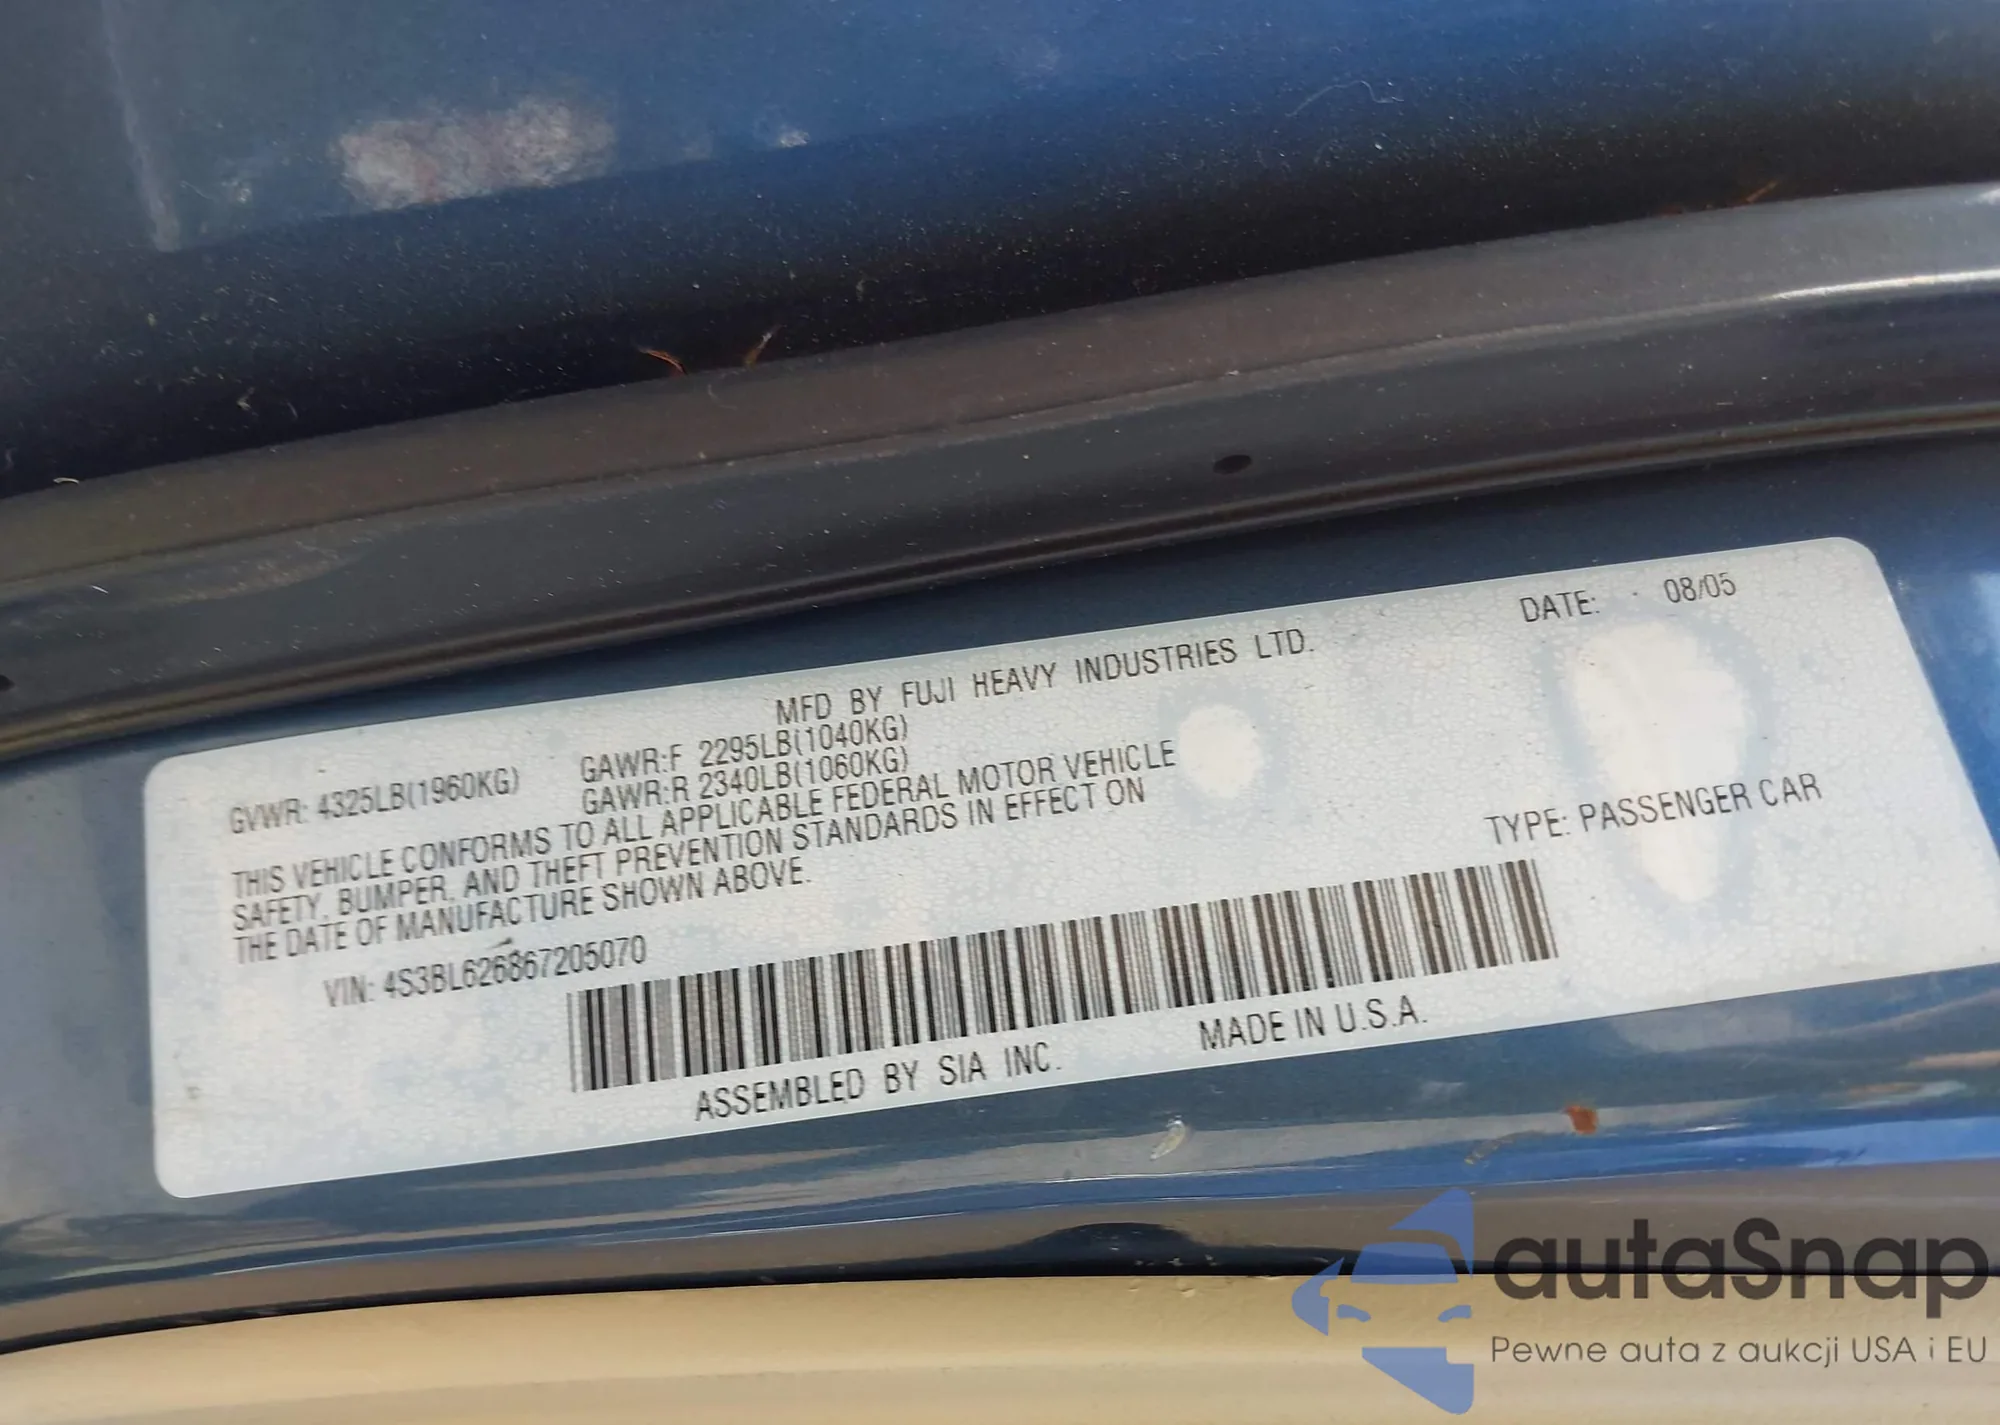 MFD BY FUJI HEAVY INDUSTRIES LTD.
DATE: 08/05
GVWR: 4325LB(1960KG)
GAWR:F 2295LB(1040KG)
GAWR:R 2340LB(1060KG)
THIS VEHICLE CONFORMS TO ALL APPLICABLE FEDERAL MOTOR VEHICLE
SAFETY, BUMPER, AND THEFT PREVENTION STANDARDS IN EFFECT ON
THE DATE OF MANUFACTURE SHOWN ABOVE.
VIN: 4S3BL626867205070
TYPE: PASSENGER CAR
ASSEMBLED BY SIA INC.
MADE IN U.S.A.
autaSnap
Pewne auta z aukcji USA i EU